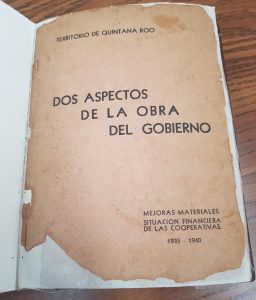 TERRITORIO DE QUINTANA ROO
DOS ASPECTOS
DE LA OBRA
DEL GOBIERNO
MEJORAS MATERIALES.
SITUACION FINANCIERA
DE LAS COOPERATIVAS.
1935 - 1940